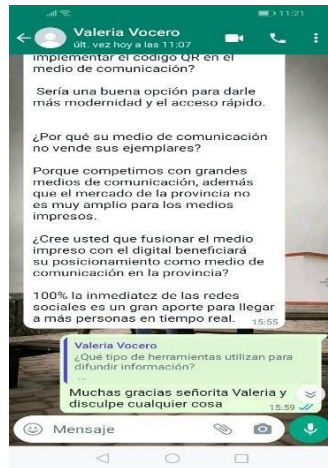 11:21
Valeria Vocero
últ. vez hoy a las 11:07
implementar el código QR en el
medio de comunicación?
Sería una buena opción para darle
más modernidad y el acceso rápido.
¿Por qué su medio de comunicación
no vende sus ejemplares?
Porque competimos con grandes
medios de comunicación, además
que el mercado de la provincia no
es muy amplio para los medios
impresos.
¿Cree usted que fusionar el medio
impreso con el digital beneficiará
su posicionamiento como medio de
comunicación en la provincia?
100% la inmediatez de las redes
sociales es un gran aporte para llegar
a más personas en tiempo real. 15:55
Valeria Vocero
¿Qué tipo de herramientas utilizan para
difundir información?
...
Muchas gracias señorita Valeria y
disculpe cualquier cosa 15:59
Mensaje